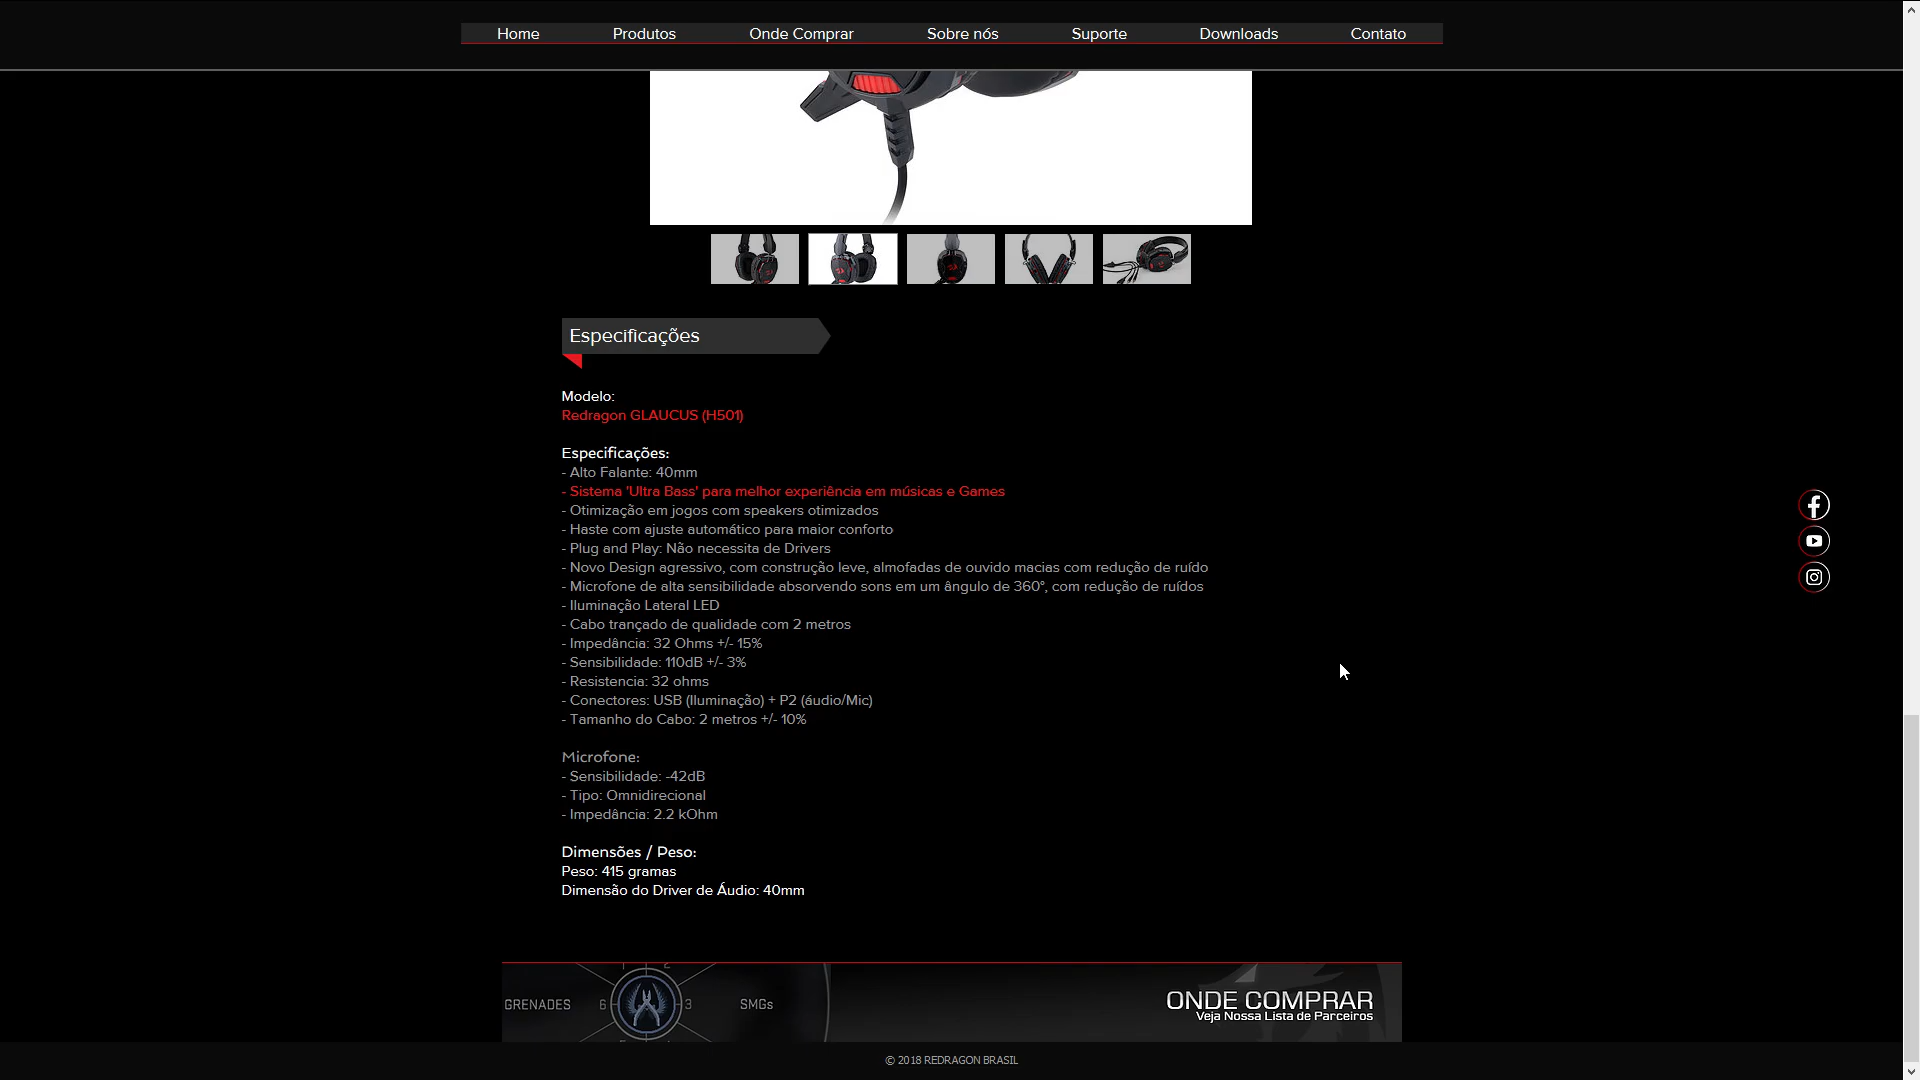 Home Produtos Onde Comprar Sobre nós Suporte Downloads Contato
Especificações
Modelo:
Redragon GLAUCUS (H501)
Especificações:
- Alto Falante: 40mm
- Sistema 'Ultra Bass' para melhor experiência em músicas e Games
- Otimização em jogos com speakers otimizados
- Haste com ajuste automático para maior conforto
- Plug and Play: Não necessita de Drivers
- Novo Design agressivo, com construção leve, almofadas de ouvido macias com redução de ruído
- Microfone de alta sensibilidade absorvendo sons em um ângulo de 360°, com redução de ruídos
- Iluminação Lateral LED
- Cabo trançado de qualidade com 2 metros
- Impedância: 32 Ohms +/- 15%
- Sensibilidade: 110dB +/- 3%
- Resistencia: 32 ohms
- Conectores: USB (Iluminação) + P2 (áudio/Mic)
- Tamanho do Cabo: 2 metros +/- 10%
Microfone:
- Sensibilidade: -42dB
- Tipo: Omnidirecional
- Impedância: 2.2 kOhm
Dimensões / Peso:
Peso: 415 gramas
Dimensão do Driver de Áudio: 40mm
GRENADES 6 3 SMGs
ONDE COMPRAR
Veja Nossa Lista de Parceiros
© 2018 REDRAGON BRASIL